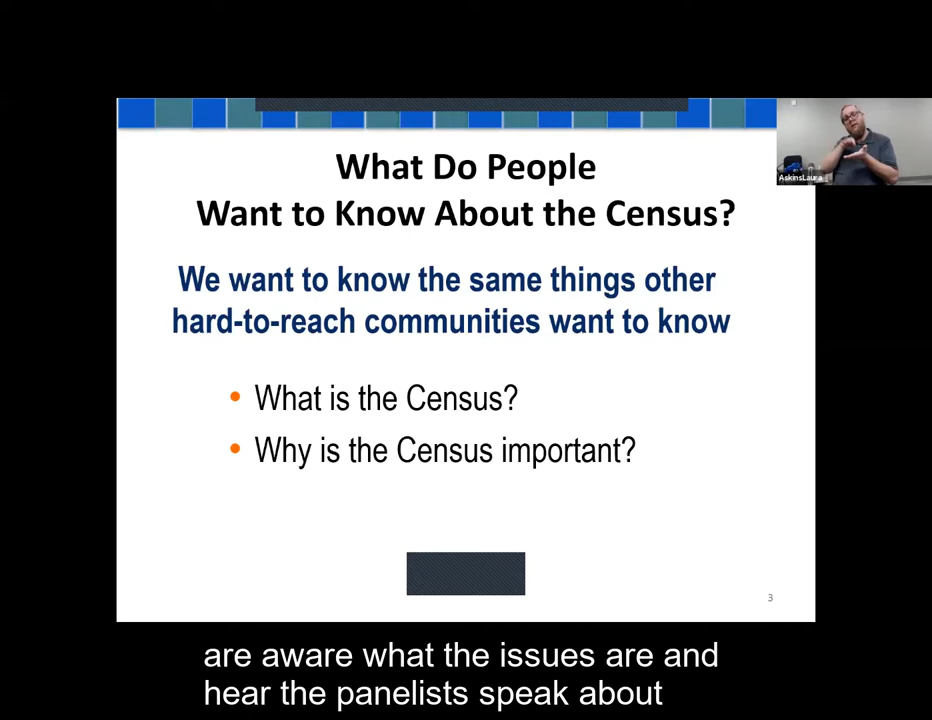 What Do People
Want to Know About the Census?
AskinsLaura
We want to know the same things other
hard-to-reach communities want to know
• What is the Census?
• Why is the Census important?
3
are aware what the issues are and
hear the panelists speak about